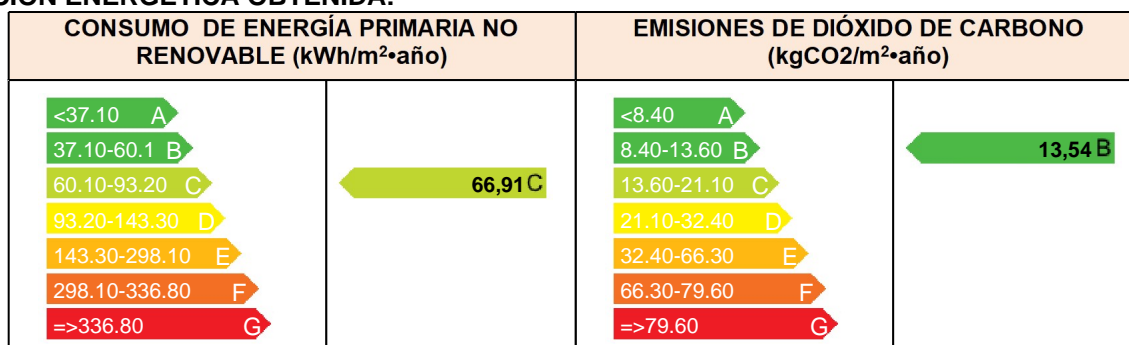 SIÓN ENERGÉTICA OBTENIDA:
CONSUMO DE ENERGÍA PRIMARIA NO
RENOVABLE (kWh/m²•año)
<37.10 A
37.10-60.1 B
60.10-93.20 C
93.20-143.30 D
143.30-298.10 E
298.10-336.80 F
=>336.80 G
66,91 C
EMISIONES DE DIÓXIDO DE CARBONO
(kgCO2/m²•año)
<8.40 A
8.40-13.60 B
13.60-21.10 C
21.10-32.40 D
32.40-66.30 E
66.30-79.60 F
=>79.60 G
13,54 B